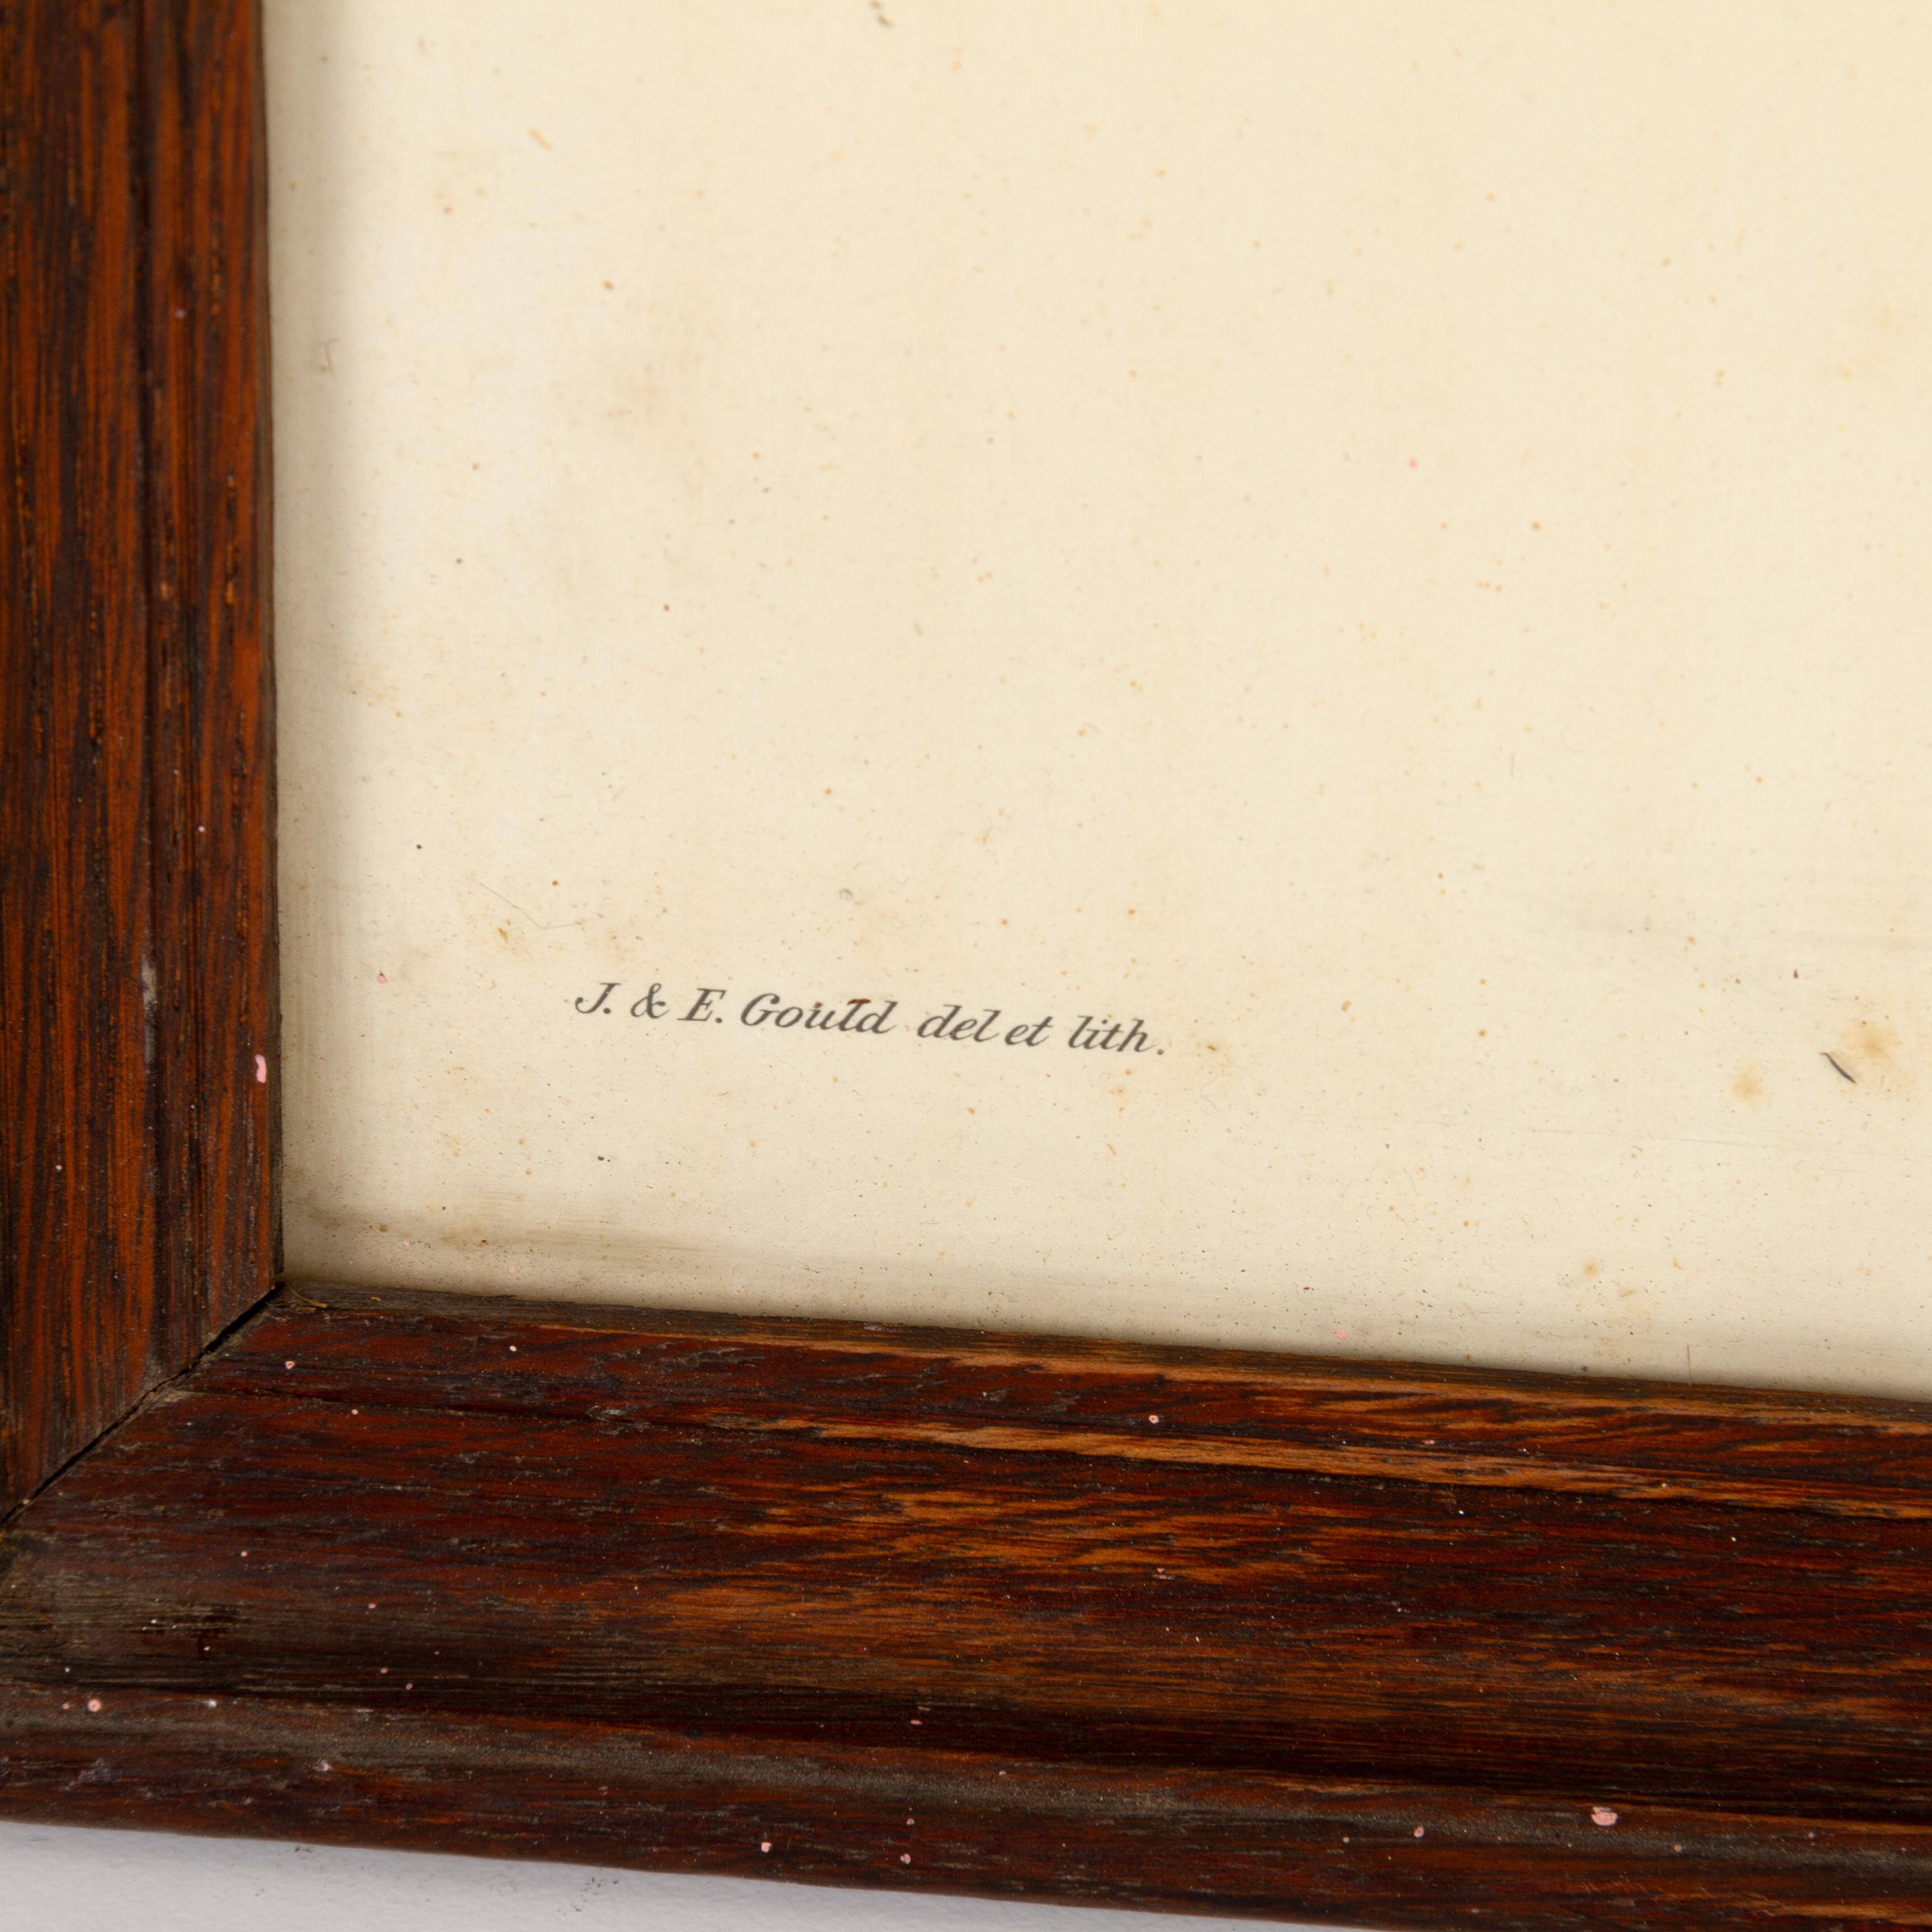 J. & E. Gould del et lith.